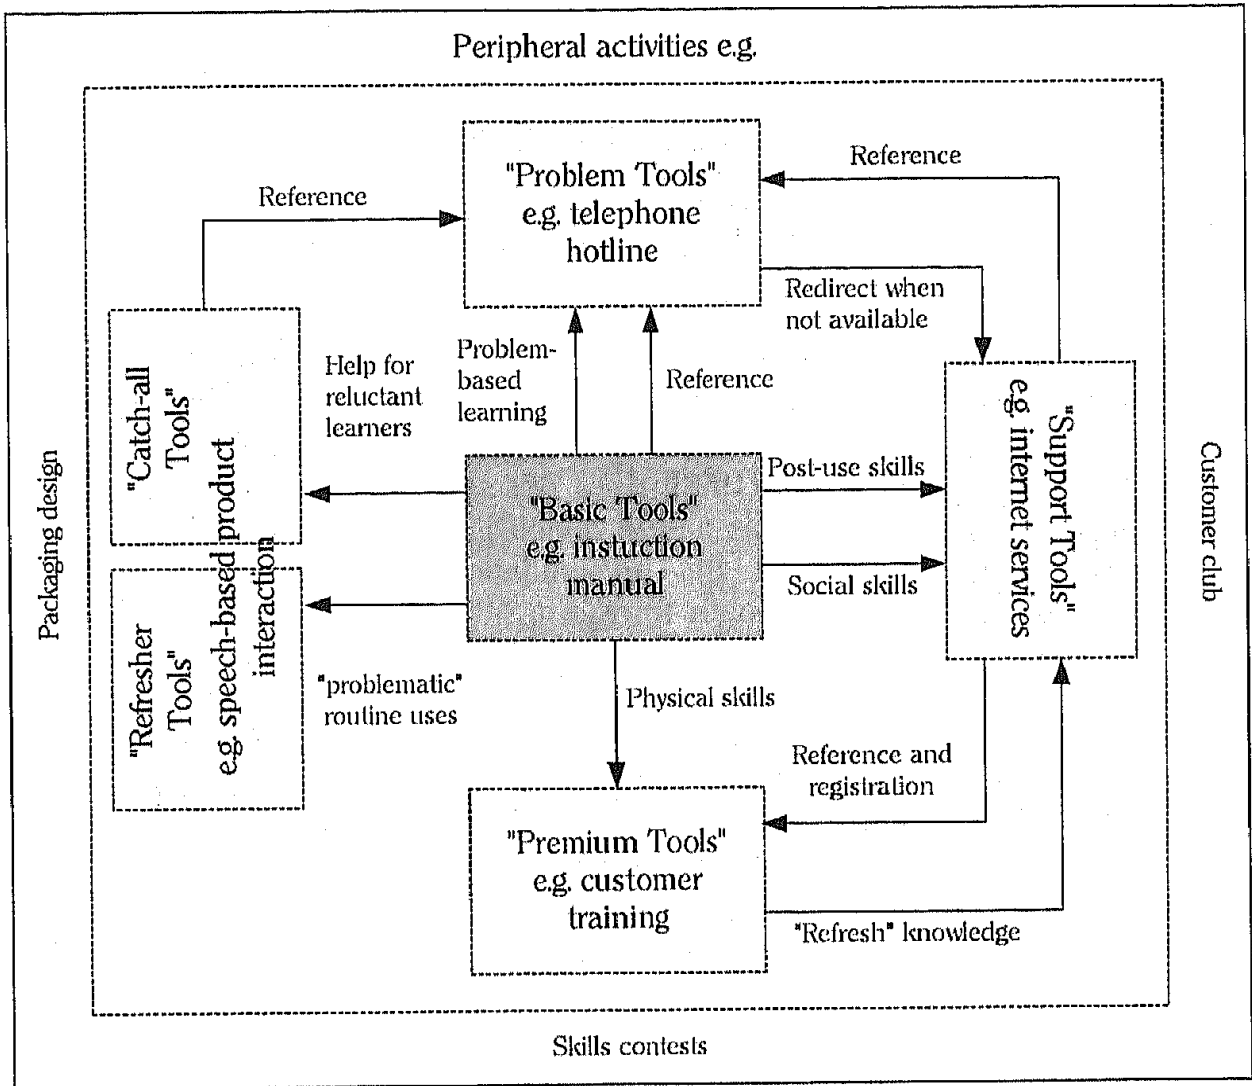 Peripheral activities e.g.
"Problem Tools"
e.g. telephone
hotline
Reference
Reference
Redirect when
not available
"Catch-all
Tools"
Help for
reluctant
learners
Problem-
based
learning
Reference
"Support Tools"
e.g. internet services
Packaging design
Customer club
"Basic Tools"
e.g. instuction
manual
Post-use skills
Social skills
"Refresher
Tools"
e.g. speech-based product
interaction
"problematic"
routine uses
Physical skills
Reference and
registration
"Premium Tools"
e.g. customer
training
"Refresh" knowledge
Skills contests